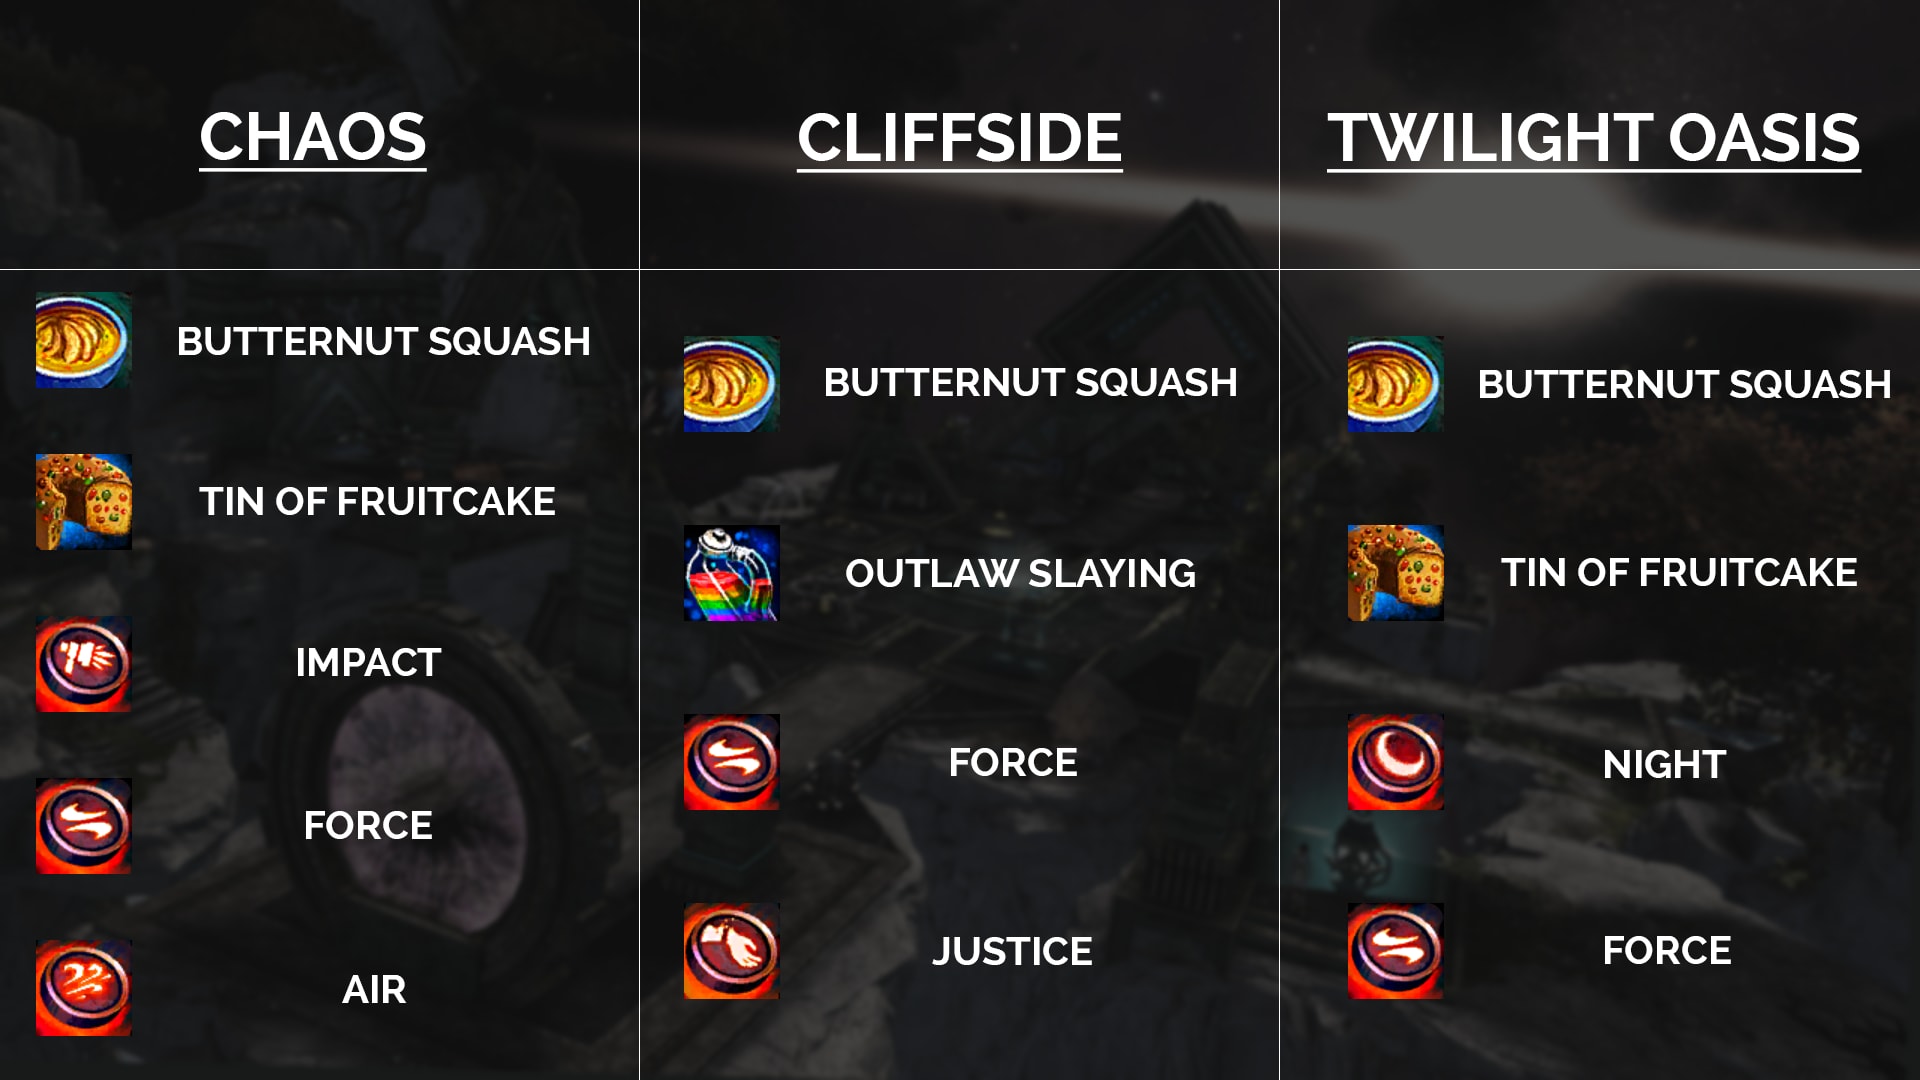 CHAOS
BUTTERNUT SQUASH
TIN OF FRUITCAKE
IMPACT
FORCE
AIR
CLIFFSIDE
BUTTERNUT SQUASH
OUTLAW SLAYING
FORCE
JUSTICE
TWILIGHT OASIS
BUTTERNUT SQUASH
TIN OF FRUITCAKE
NIGHT
FORCE